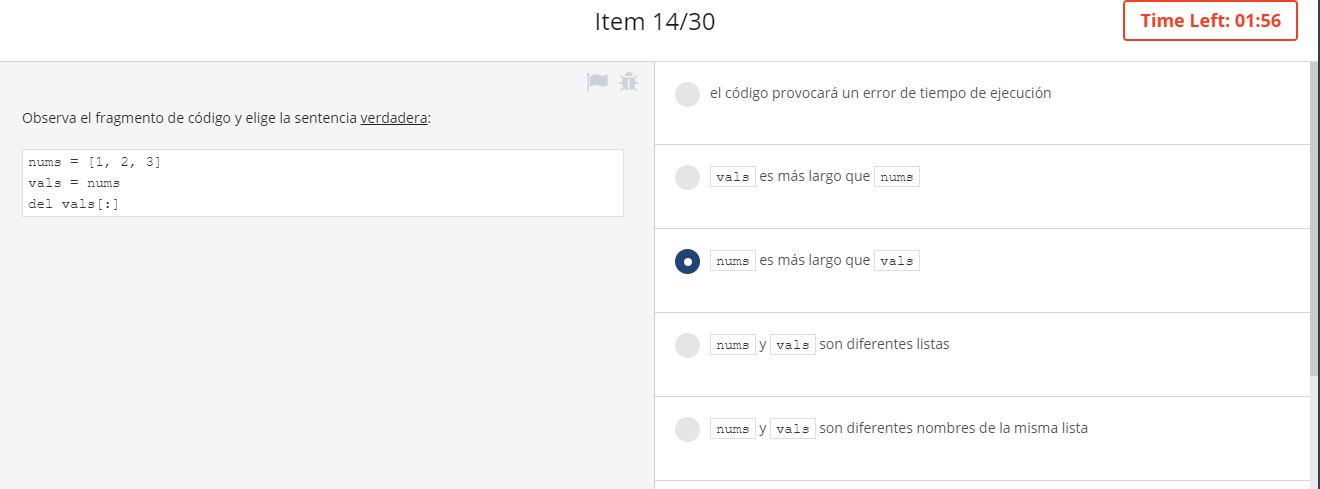 Item 14/30
Time Left: 01:56
Observa el fragmento de código y elige la sentencia verdadera:
nums = [1, 2, 3]
vals = nums
del vals[:]
el código provocará un error de tiempo de ejecución
vals es más largo que nums
nums es más largo que vals
nums y vals son diferentes listas
nums y vals son diferentes nombres de la misma lista